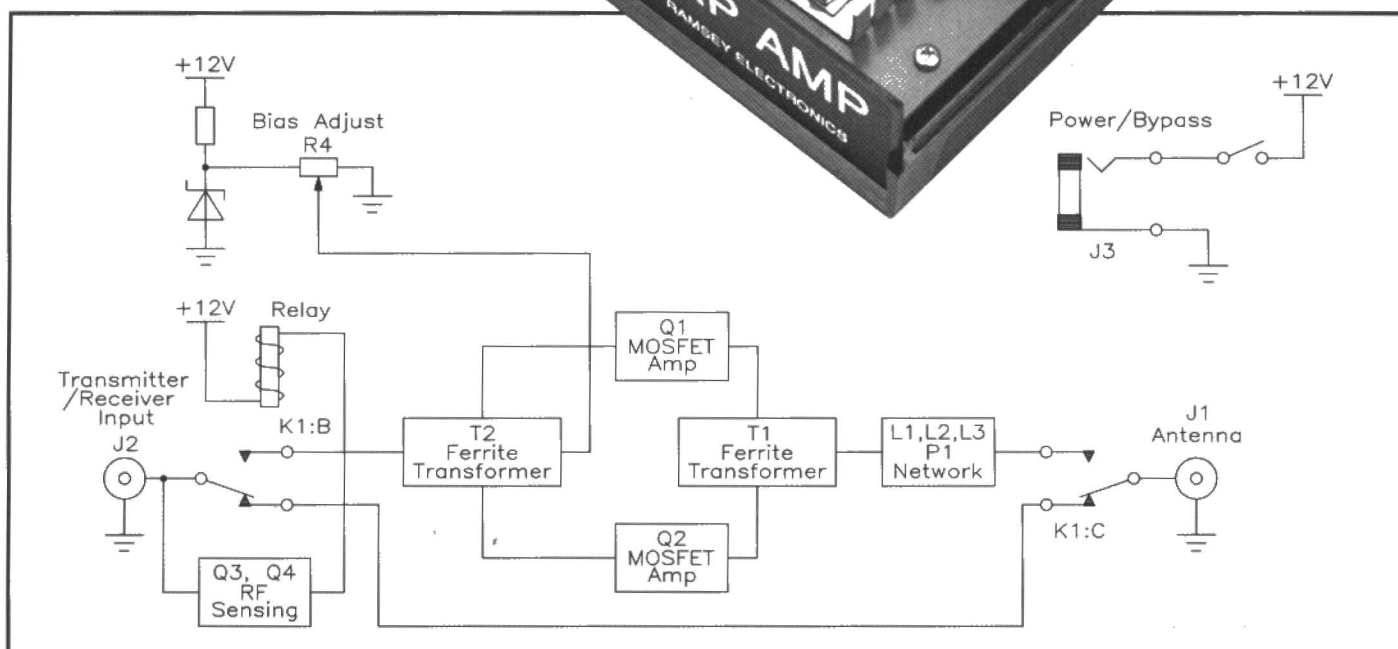 AMP
RAMSEY ELECTRONICS
+12V
Bias Adjust
R4
Power/Bypass
+12V
J3
+12V
Relay
Transmitter
/Receiver
Input
J2
K1:B
Q1
MOSFET
Amp
T2
Ferrite
Transformer
T1
Ferrite
Transformer
L1,L2,L3
P1
Network
J1
Antenna
K1:C
Q2
MOSFET
Amp
Q3, Q4
RF
Sensing